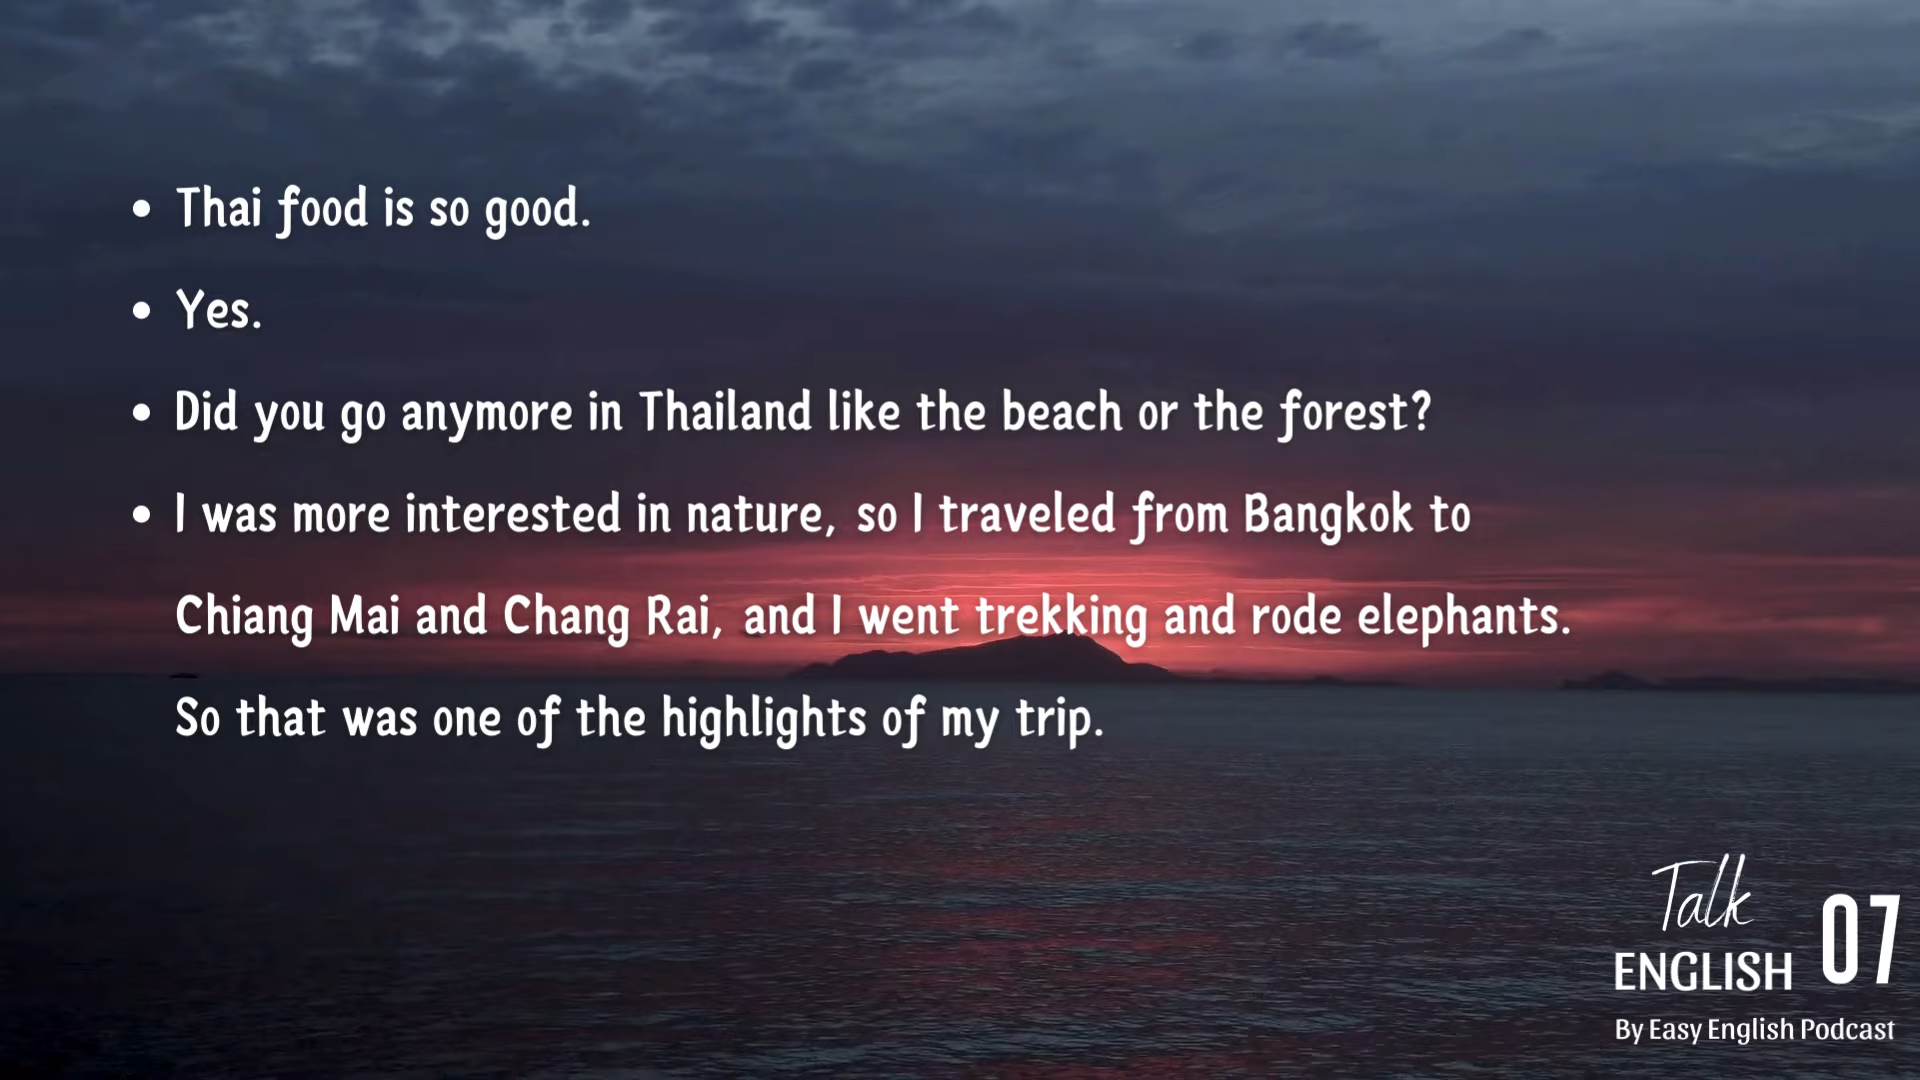 • Thai food is so good.
• Yes.
• Did you go anymore in Thailand like the beach or the forest?
• I was more interested in nature, so I traveled from Bangkok to
Chiang Mai and Chang Rai, and I went trekking and rode elephants.
So that was one of the highlights of my trip.
Talk
ENGLISH 07
By Easy English Podcast